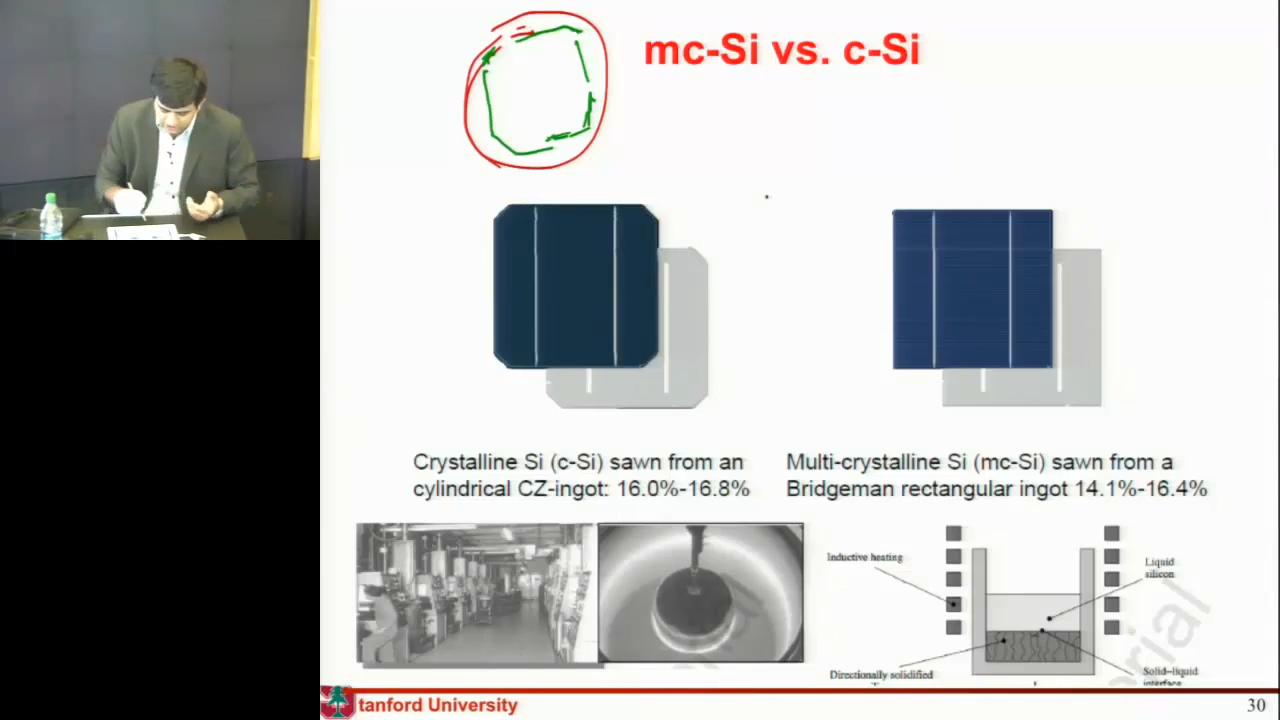 mc-Si vs. c-Si
Crystalline Si (c-Si) sawn from an
cylindrical CZ-ingot: 16.0%-16.8%
Multi-crystalline Si (mc-Si) sawn from a
Bridgeman rectangular ingot 14.1%-16.4%
Inductive heating
Liquid
silicon
Directionally solidified
Solid-liquid
interface
erial
tanford University
30